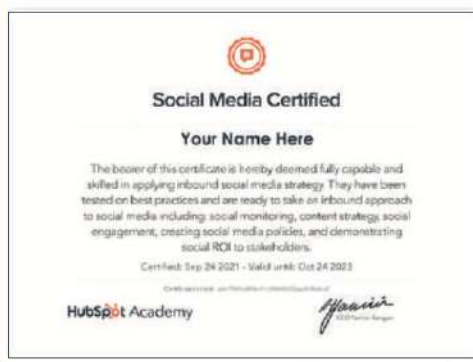 Social Media Certified
Your Name Here
The bearer of this certificate is hereby deemed fully capable and
skilled in applying inbound social media strategy. They have been
tested on best practices and are ready to take an inbound approach
to social media including: social monitoring, content strategy, social
engagement, creating social media policies, and demonstrating
social ROI to stakeholders.
Certified: Sep 24 2021 - Valid until: Oct 24 2023
HubSpot Academy